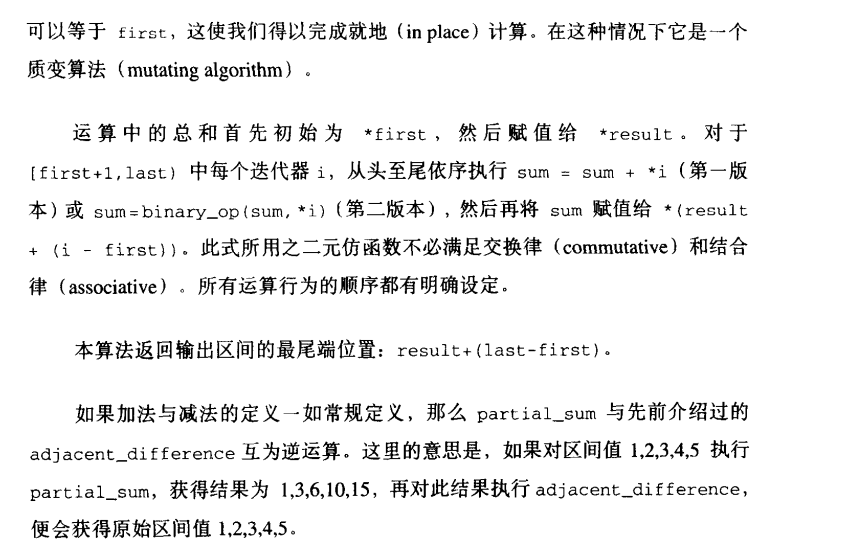 可以等于 first，这使我们得以完成就地（in place）计算。在这种情况下它是一个
质变算法（mutating algorithm）。
运算中的总和首先初始为 *first，然后赋值给 *result。对于
[first+1,last) 中每个迭代器 i，从头至尾依序执行 sum = sum + *i（第一版
本）或 sum=binary_op(sum,*i)（第二版本），然后再将 sum 赋值给 *(result
+ (i - first))。此式所用之二元仿函数不必满足交换律（commutative）和结合
律（associative）。所有运算行为的顺序都有明确设定。
本算法返回输出区间的最尾端位置：result+(last-first)。
如果加法与减法的定义一如常规定义，那么 partial_sum 与先前介绍过的
adjacent_difference 互为逆运算。这里的意思是，如果对区间值 1,2,3,4,5 执行
partial_sum，获得结果为 1,3,6,10,15，再对此结果执行 adjacent_difference，
便会获得原始区间值 1,2,3,4,5。